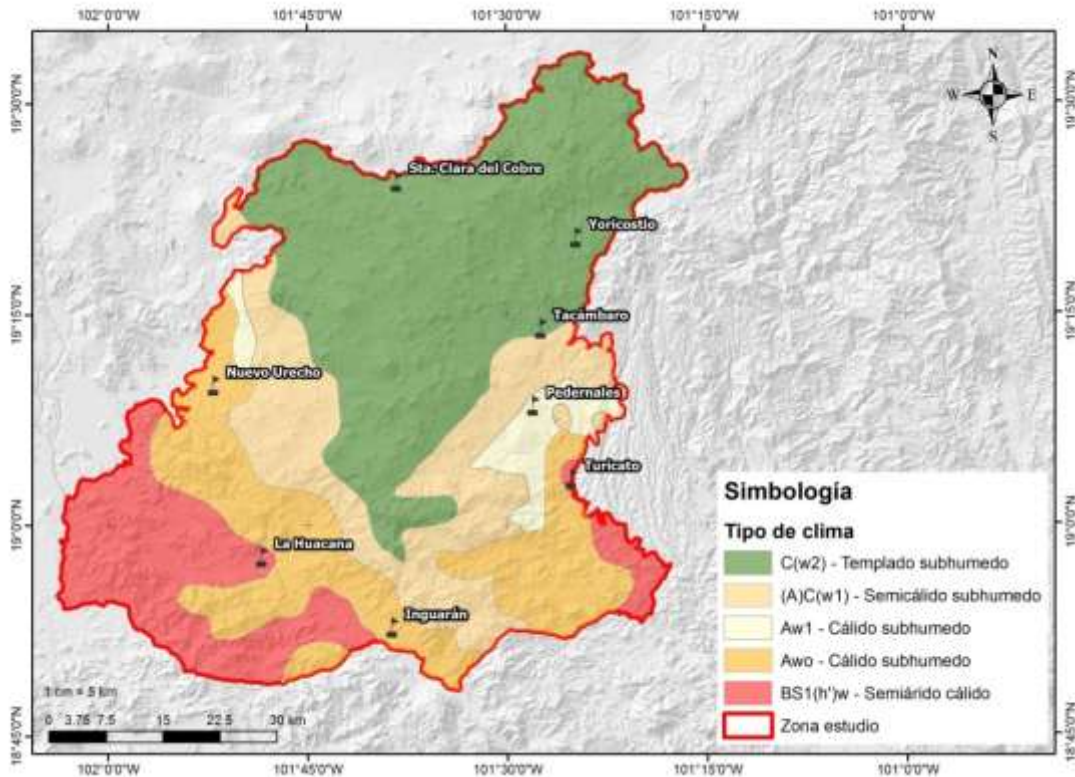 102°0'0"W 101°45'0"W 101°30'0"W 101°15'0"W 101°0'0"W
19°30'0"N 19°30'0"N
N
W E
S
Sta. Clara del Cobre
Yoricostio
19°15'0"N 19°15'0"N
Tacámbaro
Nuevo Urecho
Pedernales
Turicato
19°0'0"N 19°0'0"N
La Huacana
Inguarán
Simbología
Tipo de clima
C(w2) - Templado subhumedo
(A)C(w1) - Semicálido subhumedo
Aw1 - Cálido subhumedo
Awo - Cálido subhumedo
BS1(h')w - Semiárido cálido
Zona estudio
1 cm = 5 km
0 3.75 7.5 15 22.5 30 km
18°45'0"N 18°45'0"N
102°0'0"W 101°45'0"W 101°30'0"W 101°15'0"W 101°0'0"W